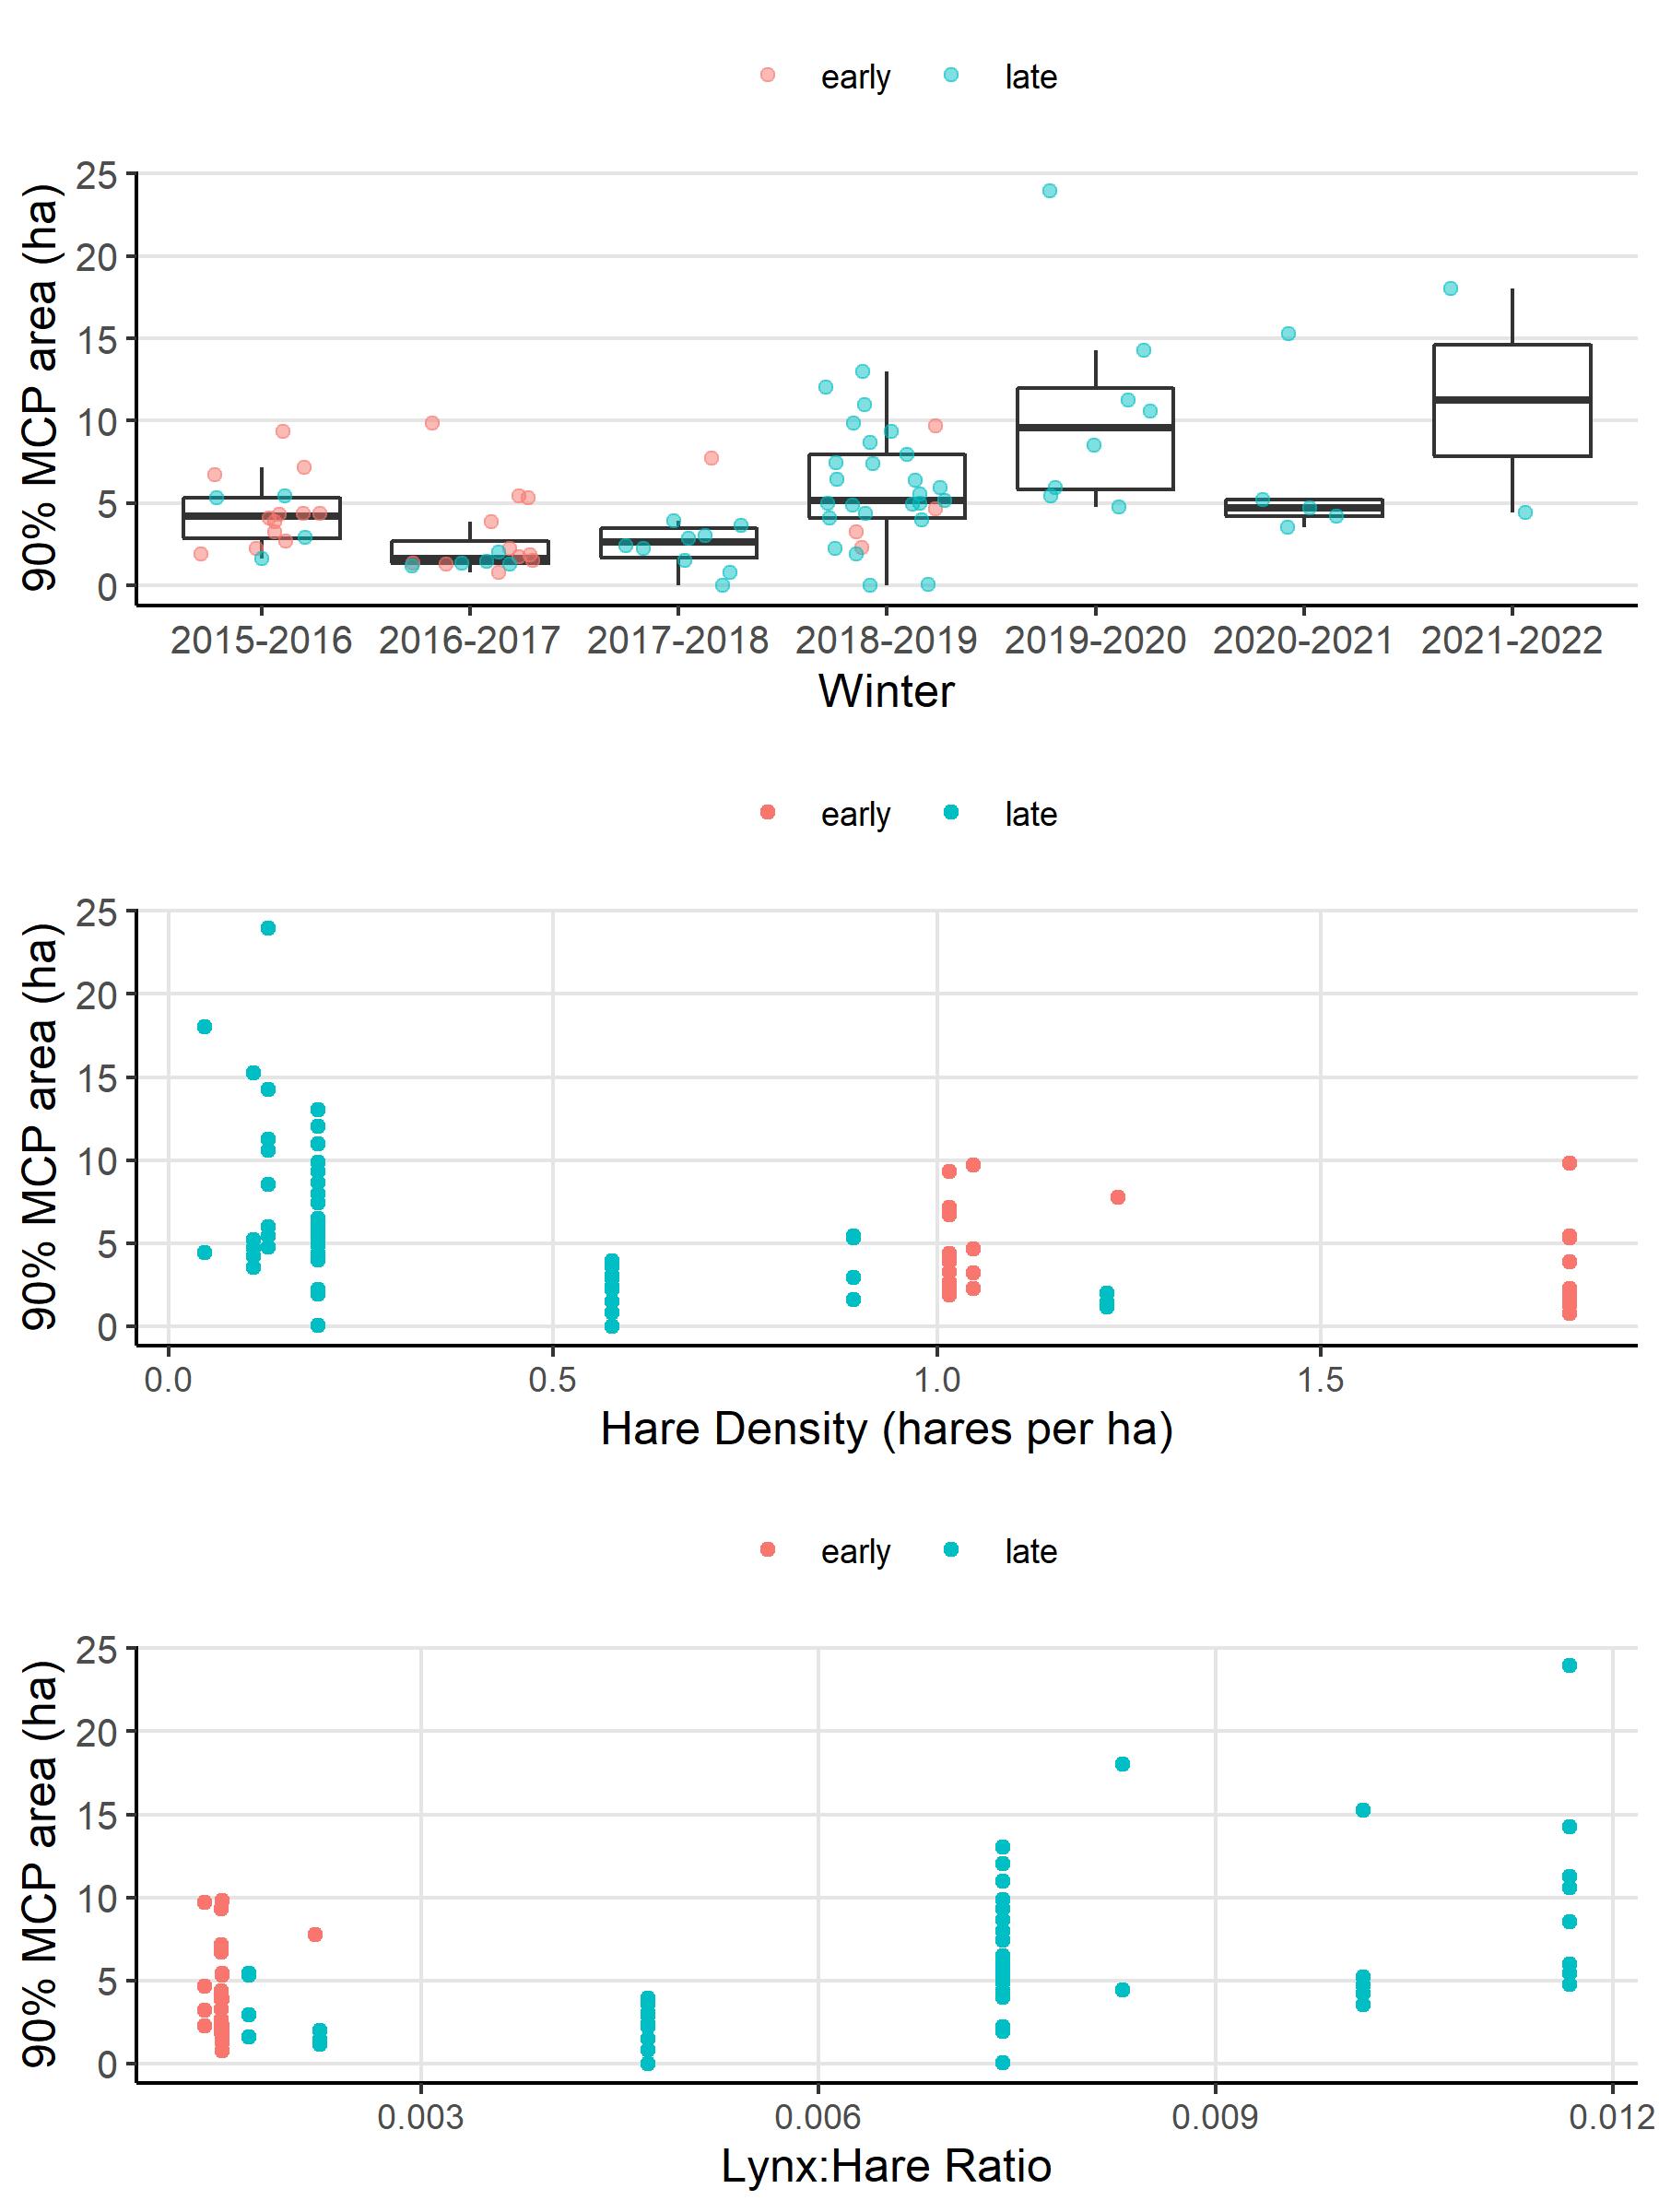 early late
25
20
15
10
5
0
90% MCP area (ha)
2015-2016 2016-2017 2017-2018 2018-2019 2019-2020 2020-2021 2021-2022
Winter
early late
25
20
15
10
5
0
90% MCP area (ha)
0.0 0.5 1.0 1.5
Hare Density (hares per ha)
early late
25
20
15
10
5
0
90% MCP area (ha)
0.003 0.006 0.009 0.012
Lynx:Hare Ratio